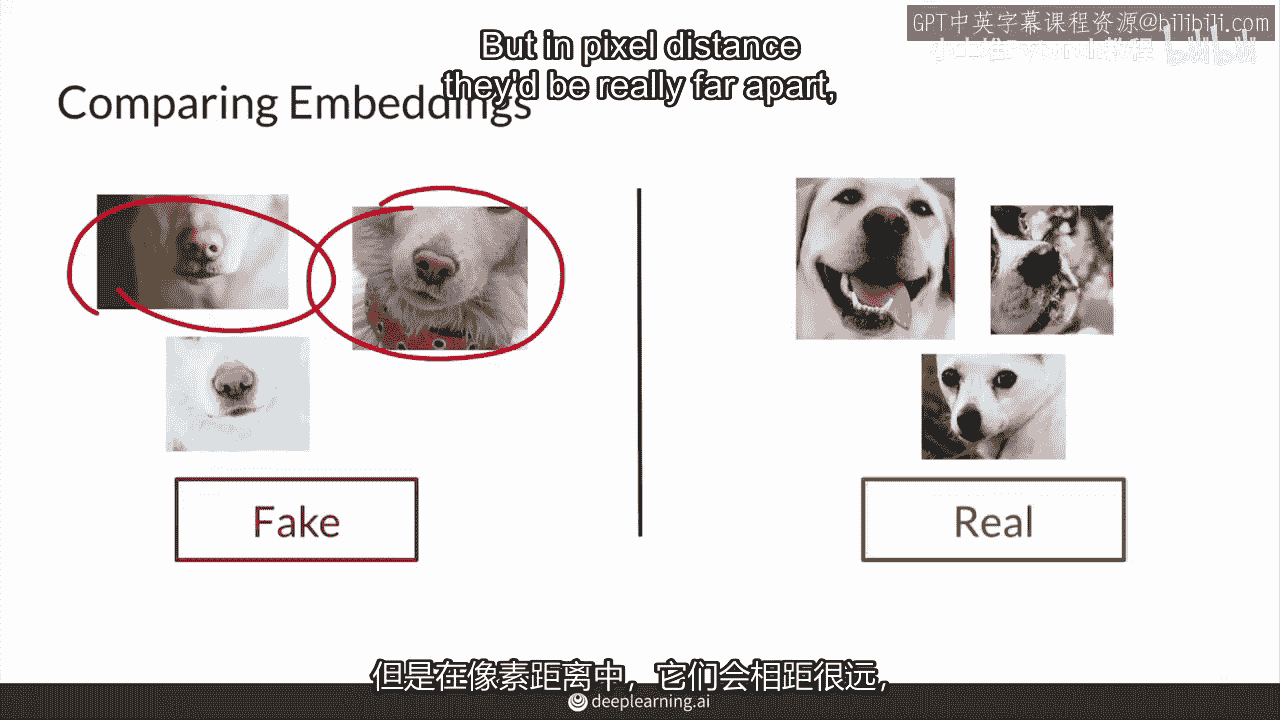 GPT中英字幕课程资源@bilibili.com
But in pixel distance
they'd be really far apart,
Comparing Embeddings
Fake
Real
但是在像素距离中，它们会相距很远，
deeplearning.ai